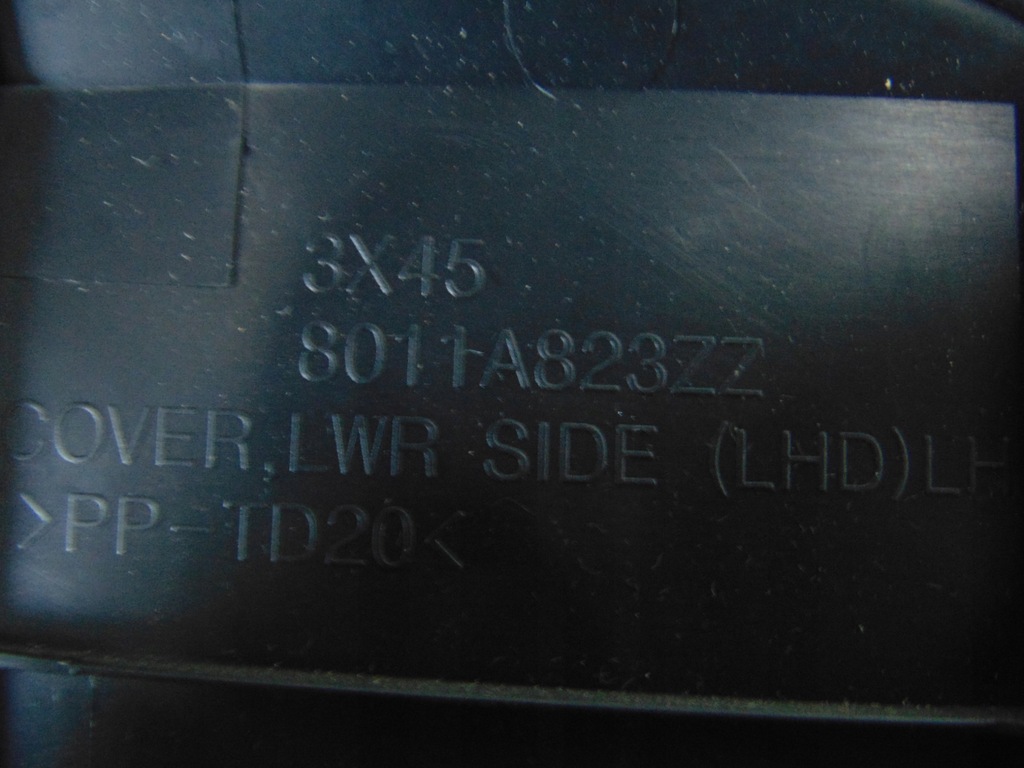 3X45
8011A823ZZ
COVER,LWR SIDE (LHD)LH
>PP-TD20<